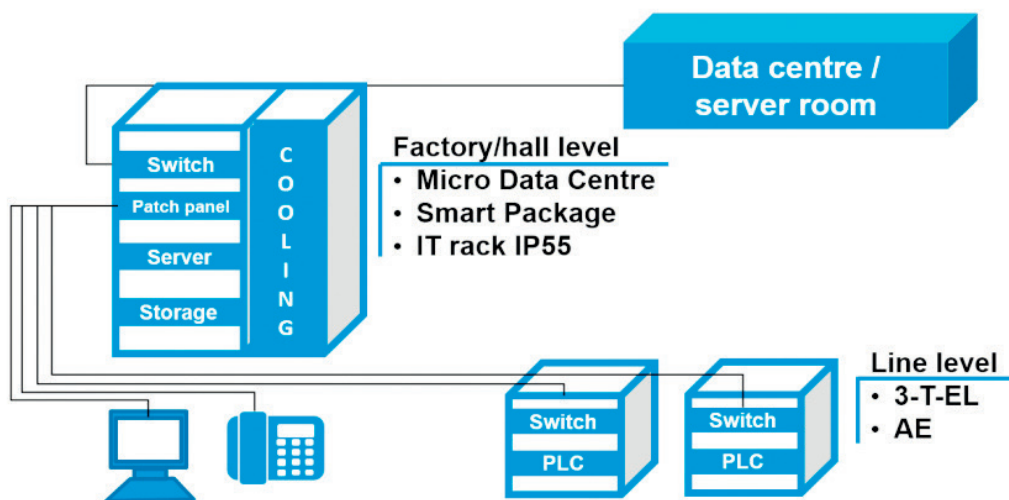 Data centre /
server room
Switch
Patch panel
Server
Storage
COOLING
Factory/hall level
• Micro Data Centre
• Smart Package
• IT rack IP55
Switch
PLC
Switch
PLC
Line level
• 3-T-EL
• AE